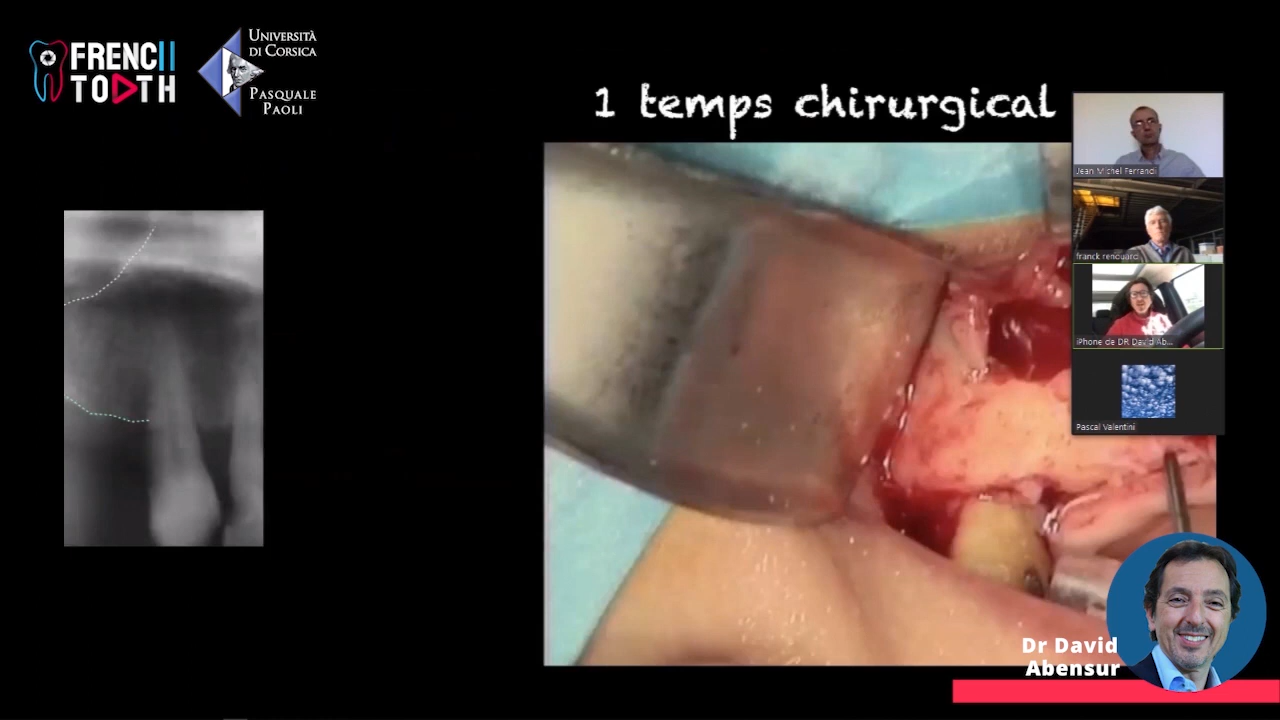 FRENCH
TOOTH
UNIVERSITÀ
DI CORSICA
PASQUALE
PAOLI
1 temps chirurgical
Jean Michel Ferrandi
franck renouard
iPhone de DR David Ab...
Pascal Valentini
Dr David
Abensur